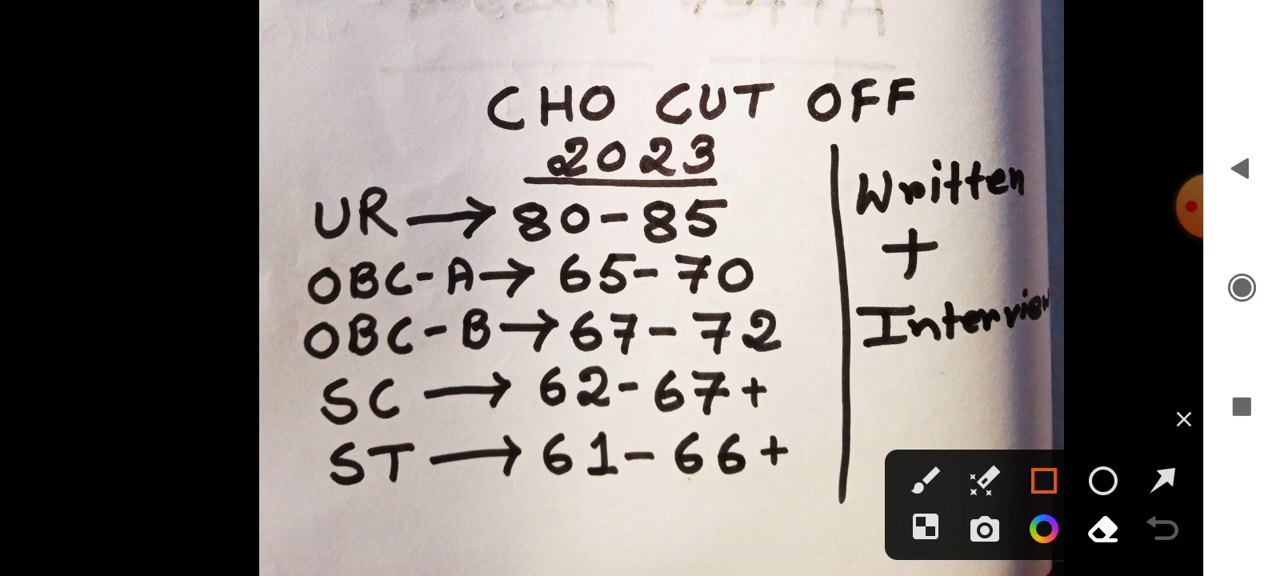 CHO CUT OFF
2023
UR → 80-85
OBC-A → 65-70
OBC-B → 67-72
SC → 62-67+
ST → 61-66+
Written
+
Interview